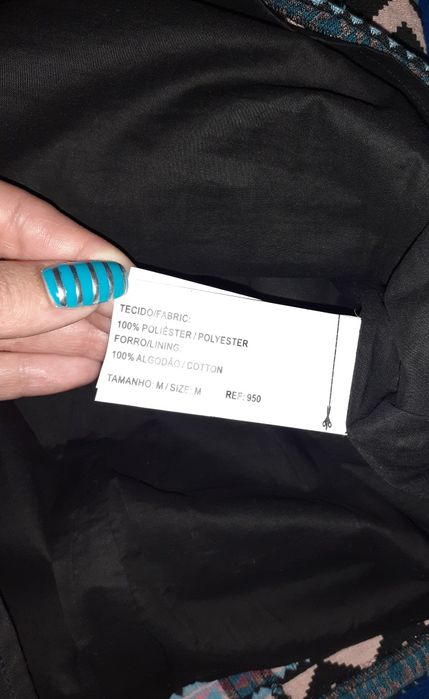 TECIDO/FABRIC:
100% POLIÉSTER / POLYESTER
FORRO/LINING:
100% ALGODÃO / COTTON
TAMANHO: M / SIZE: M REF: 950